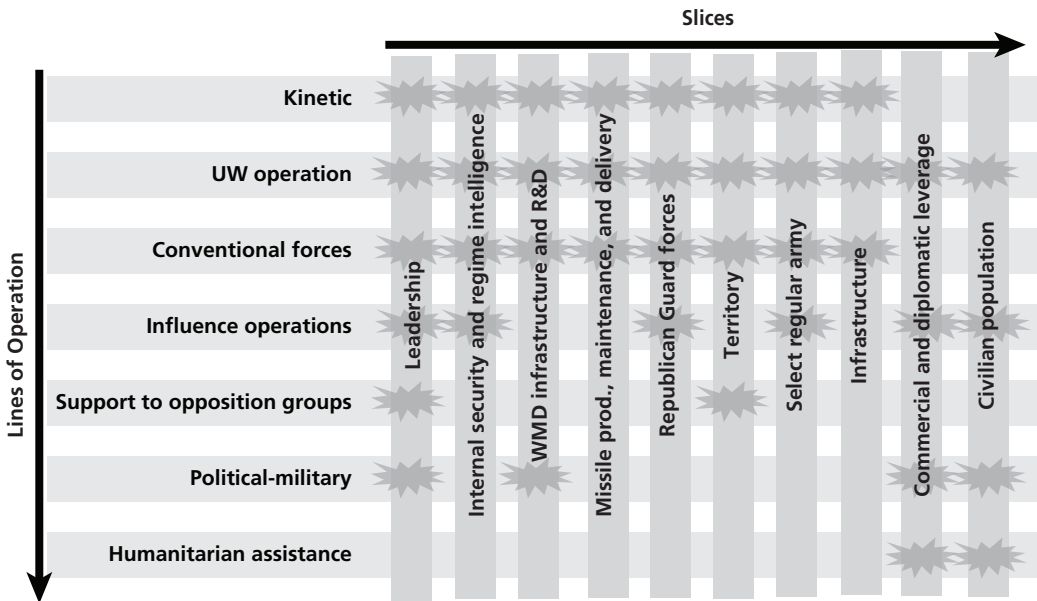 Slices
Lines of Operation
Kinetic
UW operation
Conventional forces
Influence operations
Support to opposition groups
Political-military
Humanitarian assistance
Leadership
Internal security and regime intelligence
WMD infrastructure and R&D
Missile prod., maintenance, and delivery
Republican Guard forces
Territory
Select regular army
Infrastructure
Commercial and diplomatic leverage
Civilian population